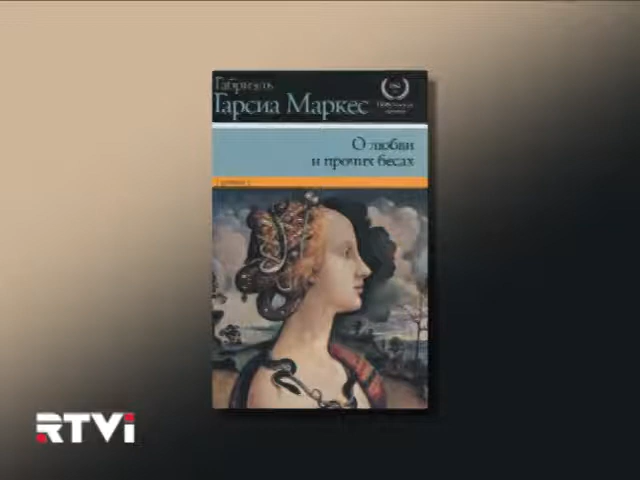 Габриэль
Гарсиа Маркес
О любви
и прочих бесах
RTVi